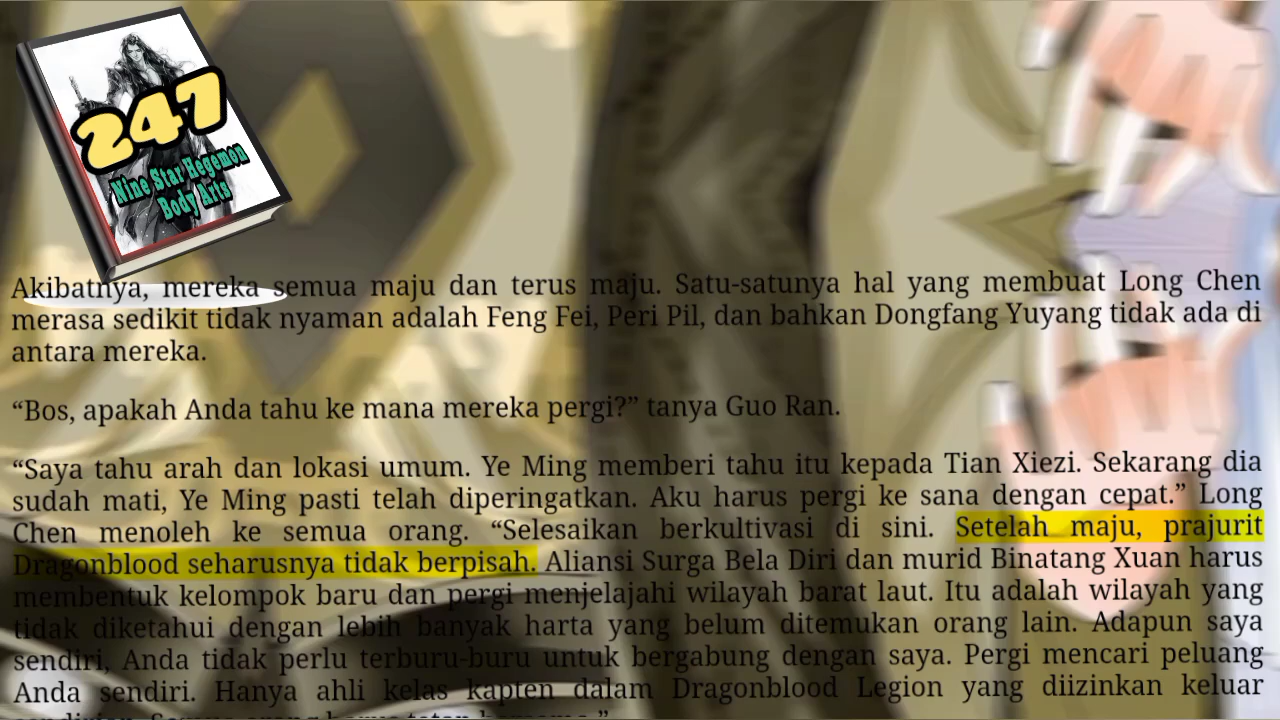 247
Nine Star Hegemon
Body Arts
Akibatnya, mereka semua maju dan terus maju. Satu-satunya hal yang membuat Long Chen
merasa sedikit tidak nyaman adalah Feng Fei, Peri Pil, dan bahkan Dongfang Yuyang tidak ada di
antara mereka.
“Bos, apakah Anda tahu ke mana mereka pergi?” tanya Guo Ran.
“Saya tahu arah dan lokasi umum. Ye Ming memberi tahu itu kepada Tian Xiezi. Sekarang dia
sudah mati, Ye Ming pasti telah diperingatkan. Aku harus pergi ke sana dengan cepat.” Long
Chen menoleh ke semua orang. “Selesaikan berkultivasi di sini. Setelah maju, prajurit
Dragonblood seharusnya tidak berpisah. Aliansi Surga Bela Diri dan murid Binatang Xuan harus
membentuk kelompok baru dan pergi menjelajahi wilayah barat laut. Itu adalah wilayah yang
tidak diketahui dengan lebih banyak harta yang belum ditemukan orang lain. Adapun saya
sendiri, Anda tidak perlu terburu-buru untuk bergabung dengan saya. Pergi mencari peluang
Anda sendiri. Hanya ahli kelas kapten dalam Dragonblood Legion yang diizinkan keluar